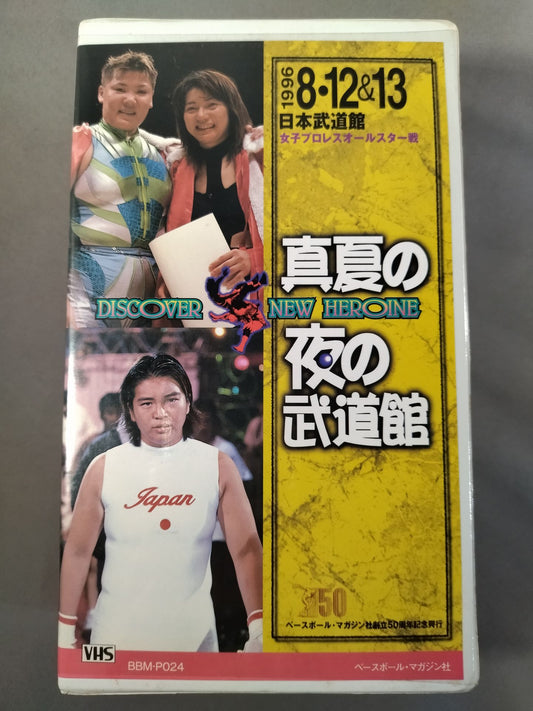 1996
8・12&13
日本武道館
女子プロレスオールスター戦
真夏の
DISCOVER NEW HEROINE
夜の
武道館
Japan
50
ベースボール・マガジン社創立50周年記念興行
VHS
BBM-P024
ベースボール・マガジン社